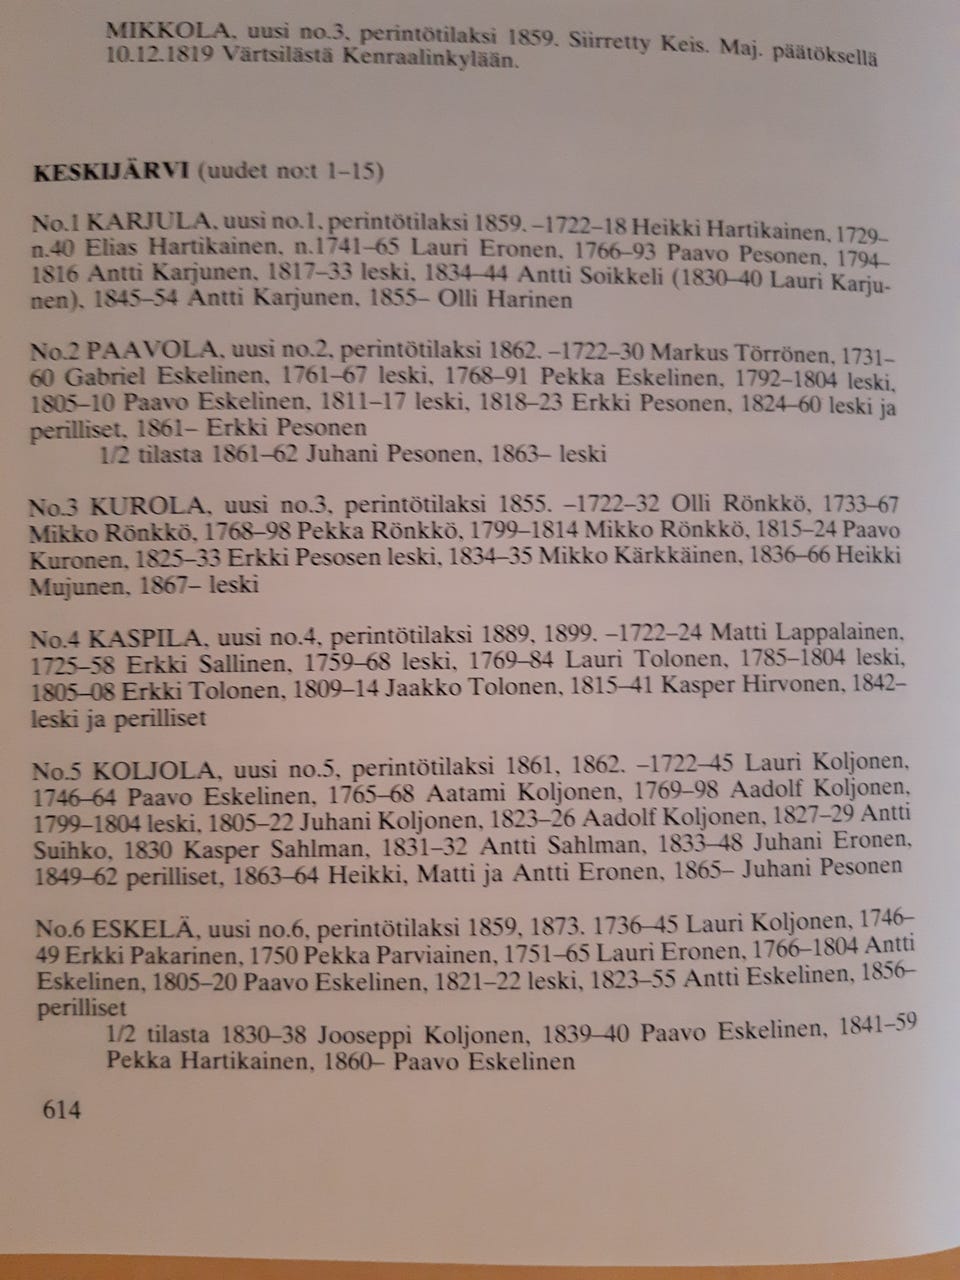 MIKKOLA, uusi no.3, perintötilaksi 1859. Siirretty Keis. Maj. päätöksellä
10.12.1819 Värtsilästä Kenraalinkylään.
KESKIJÄRVI (uudet no:t 1–15)
No.1 KARJULA, uusi no.1, perintötilaksi 1859. –1722–18 Heikki Hartikainen, 1729–
n.40 Elias Hartikainen, n.1741–65 Lauri Eronen, 1766–93 Paavo Pesonen, 1794–
1816 Antti Karjunen, 1817–33 leski, 1834–44 Antti Soikkeli (1830–40 Lauri Karju-
nen), 1845–54 Antti Karjunen, 1855– Olli Harinen
No.2 PAAVOLA, uusi no.2, perintötilaksi 1862. –1722–30 Markus Törrönen, 1731–
60 Gabriel Eskelinen, 1761–67 leski, 1768–91 Pekka Eskelinen, 1792–1804 leski,
1805–10 Paavo Eskelinen, 1811–17 leski, 1818–23 Erkki Pesonen, 1824–60 leski ja
perilliset, 1861– Erkki Pesonen
1/2 tilasta 1861–62 Juhani Pesonen, 1863– leski
No.3 KUROLA, uusi no.3, perintötilaksi 1855. –1722–32 Olli Rönkkö, 1733–67
Mikko Rönkkö, 1768–98 Pekka Rönkkö, 1799–1814 Mikko Rönkkö, 1815–24 Paavo
Kuronen, 1825–33 Erkki Pesosen leski, 1834–35 Mikko Kärkkäinen, 1836–66 Heikki
Mujunen, 1867– leski
No.4 KASPILA, uusi no.4, perintötilaksi 1889, 1899. –1722–24 Matti Lappalainen,
1725–58 Erkki Sallinen, 1759–68 leski, 1769–84 Lauri Tolonen, 1785–1804 leski,
1805–08 Erkki Tolonen, 1809–14 Jaakko Tolonen, 1815–41 Kasper Hirvonen, 1842–
leski ja perilliset
No.5 KOLJOLA, uusi no.5, perintötilaksi 1861, 1862. –1722–45 Lauri Koljonen,
1746–64 Paavo Eskelinen, 1765–68 Aatami Koljonen, 1769–98 Aadolf Koljonen,
1799–1804 leski, 1805–22 Juhani Koljonen, 1823–26 Aadolf Koljonen, 1827–29 Antti
Suihko, 1830 Kasper Sahlman, 1831–32 Antti Sahlman, 1833–48 Juhani Eronen,
1849–62 perilliset, 1863–64 Heikki, Matti ja Antti Eronen, 1865– Juhani Pesonen
No.6 ESKELÄ, uusi no.6, perintötilaksi 1859, 1873. 1736–45 Lauri Koljonen, 1746–
49 Erkki Pakarinen, 1750 Pekka Parviainen, 1751–65 Lauri Eronen, 1766–1804 Antti
Eskelinen, 1805–20 Paavo Eskelinen, 1821–22 leski, 1823–55 Antti Eskelinen, 1856–
perilliset
1/2 tilasta 1830–38 Jooseppi Koljonen, 1839–40 Paavo Eskelinen, 1841–59
Pekka Hartikainen, 1860– Paavo Eskelinen
614